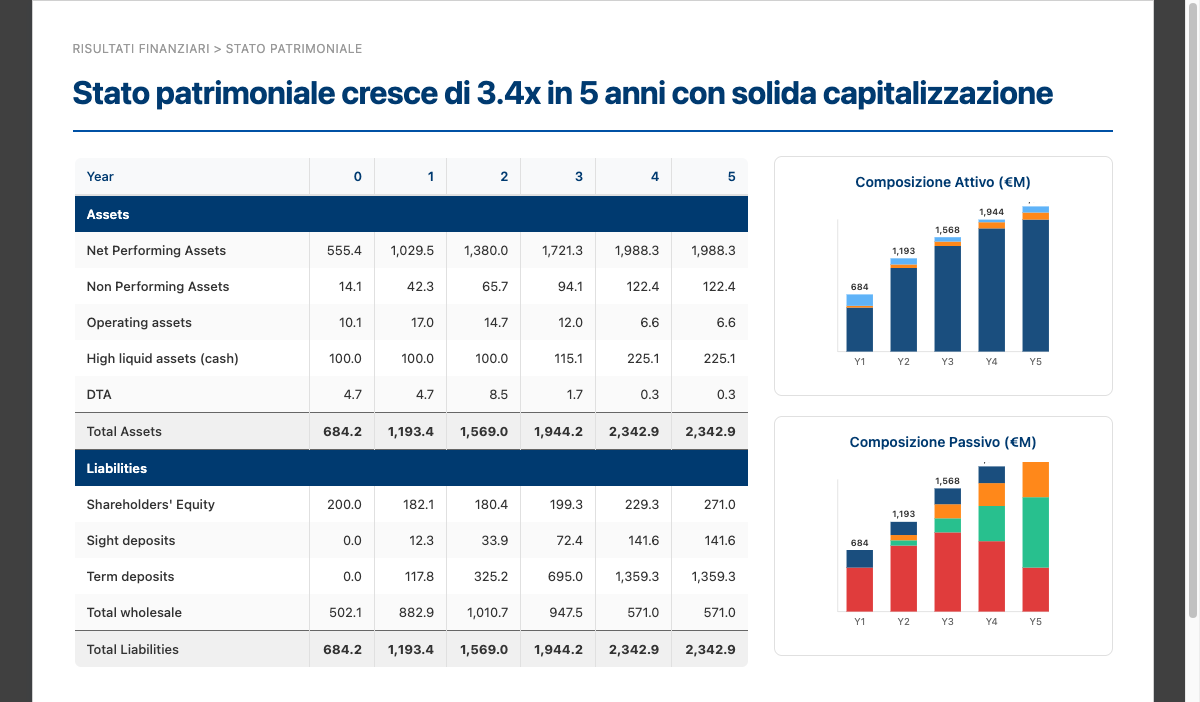 RISULTATI FINANZIARI > STATO PATRIMONIALE
Stato patrimoniale cresce di 3.4x in 5 anni con solida capitalizzazione
Year 0 1 2 3 4 5
Assets
Net Performing Assets 555.4 1,029.5 1,380.0 1,721.3 1,988.3 1,988.3
Non Performing Assets 14.1 42.3 65.7 94.1 122.4 122.4
Operating assets 10.1 17.0 14.7 12.0 6.6 6.6
High liquid assets (cash) 100.0 100.0 100.0 115.1 225.1 225.1
DTA 4.7 4.7 8.5 1.7 0.3 0.3
Total Assets 684.2 1,193.4 1,569.0 1,944.2 2,342.9 2,342.9
Liabilities
Shareholders' Equity 200.0 182.1 180.4 199.3 229.3 271.0
Sight deposits 0.0 12.3 33.9 72.4 141.6 141.6
Term deposits 0.0 117.8 325.2 695.0 1,359.3 1,359.3
Total wholesale 502.1 882.9 1,010.7 947.5 571.0 571.0
Total Liabilities 684.2 1,193.4 1,569.0 1,944.2 2,342.9 2,342.9
Composizione Attivo (€M)
684 1,193 1,568 1,944
Y1 Y2 Y3 Y4 Y5
Composizione Passivo (€M)
684 1,193 1,568
Y1 Y2 Y3 Y4 Y5